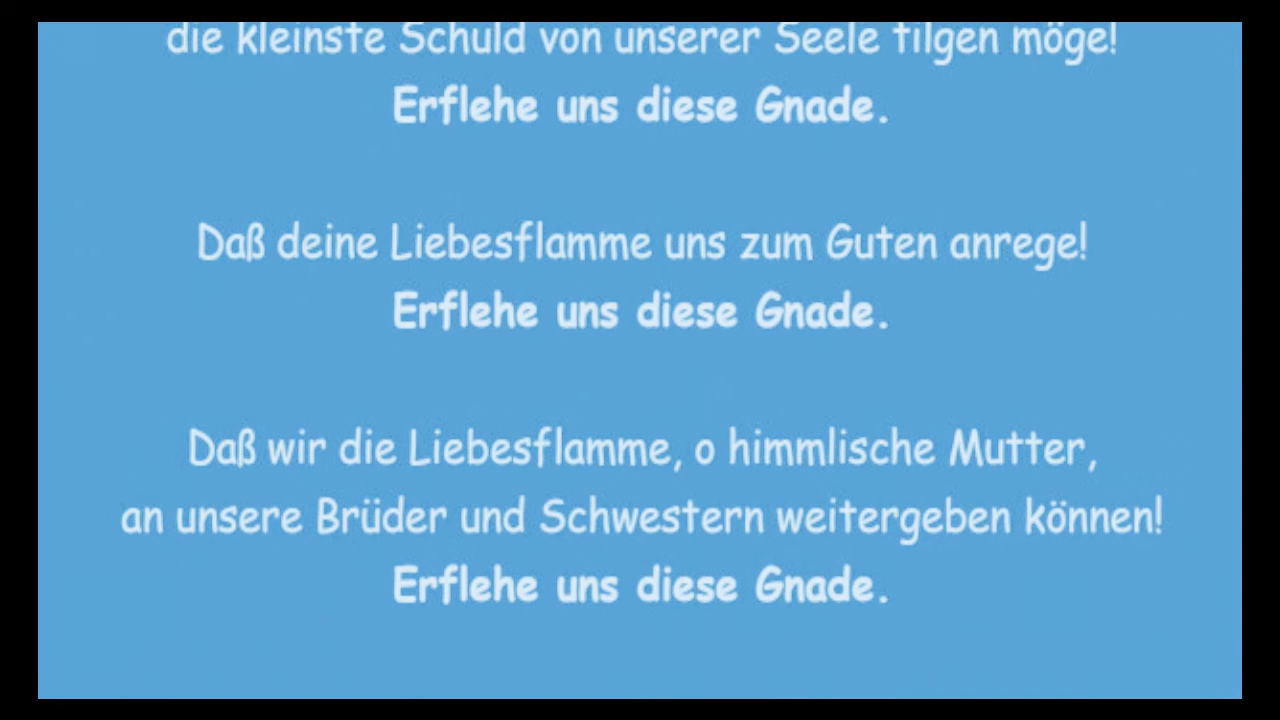 die kleinste Schuld von unserer Seele tilgen möge!
Erflehe uns diese Gnade.
Daß deine Liebesflamme uns zum Guten anrege!
Erflehe uns diese Gnade.
Daß wir die Liebesflamme, o himmlische Mutter,
an unsere Brüder und Schwestern weitergeben können!
Erflehe uns diese Gnade.